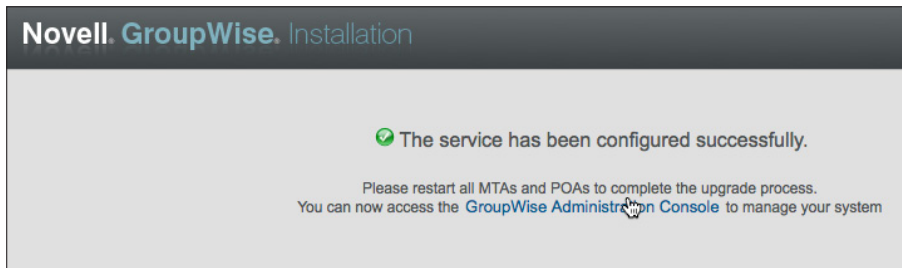 Novell. GroupWise. Installation
The service has been configured successfully.
Please restart all MTAs and POAs to complete the upgrade process.
You can now access the GroupWise Administration Console to manage your system